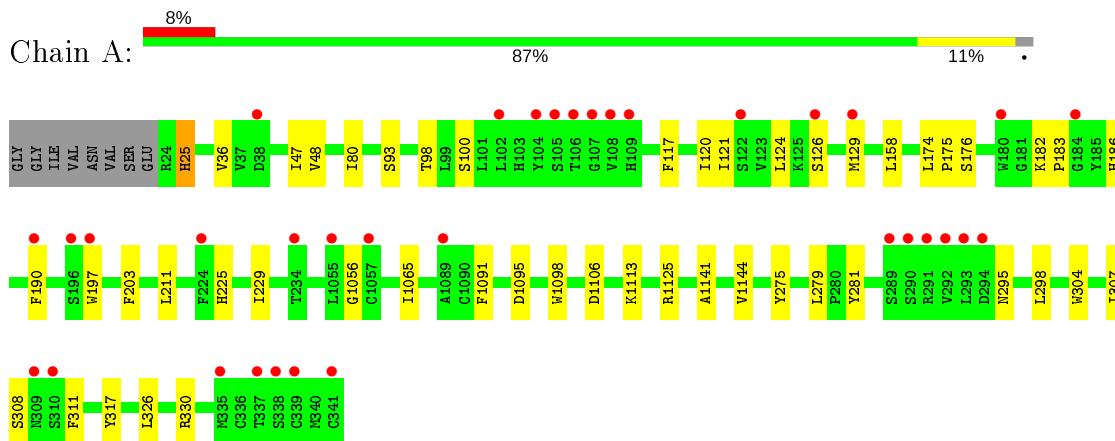 8%
Chain A:
87% 11% •
GLY GLY ILE VAL ASN VAL SER GLU R24 H25 V36 V37 D38 I47 V48 I80 S93 T98 L99 S100 L101 L102 H103 Y104 S105 T106 G107 V108 H109 F117 I120 I121 S122 V123 L124 K125 S126 M129 L158 L174 P175 S176 W180 G181 K182 P183 G184 Y185 H186
F190 S196 W197 F203 L211 F224 H225 I229 T234 L1055 G1056 C1057 I1065 A1089 C1090 F1091 D1095 W1098 D1106 K1113 R1125 A1141 V1144 Y275 L279 P280 Y281 S289 S290 R291 V292 L293 D294 N295 L298 W304
S308 N309 S310 F311 Y317 L326 R330 M335 C336 T337 S338 C339 M340 C341